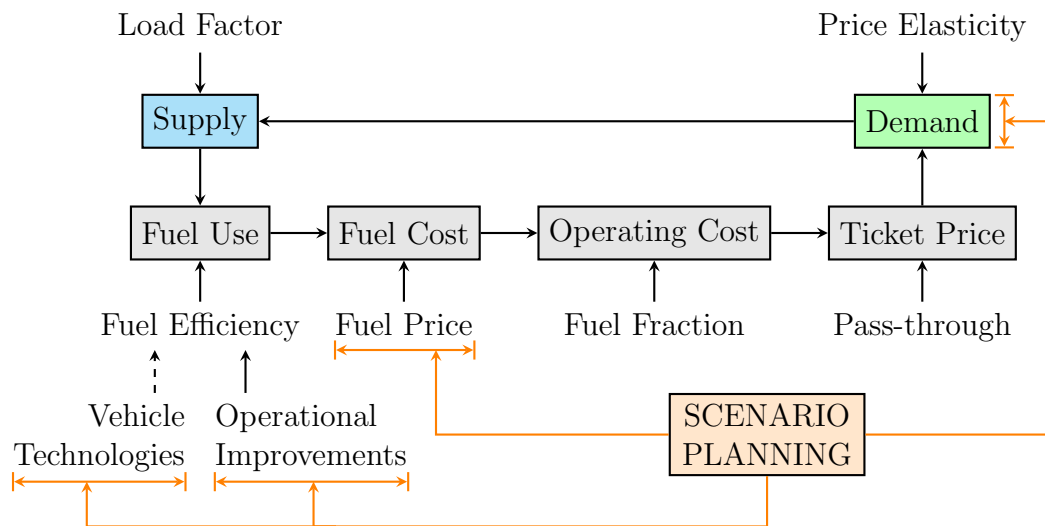 Load Factor
Price Elasticity
Supply
Demand
Fuel Use
Fuel Cost
Operating Cost
Ticket Price
Fuel Efficiency
Fuel Price
Fuel Fraction
Pass-through
Vehicle
Technologies
Operational
Improvements
SCENARIO
PLANNING